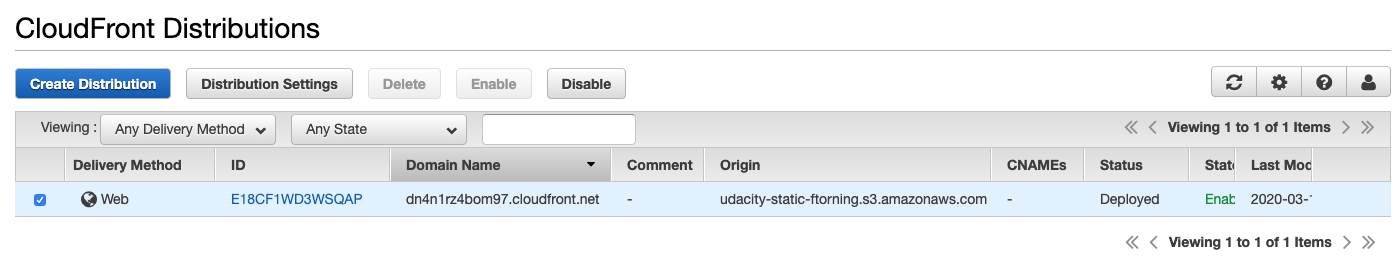 CloudFront Distributions
Create Distribution Distribution Settings Delete Enable Disable
Viewing : Any Delivery Method Any State Viewing 1 to 1 of 1 Items
Delivery Method ID Domain Name Comment Origin CNAMEs Status State Last Mod
Web E18CF1WD3WSQAP dn4n1rz4bom97.cloudfront.net - udacity-static-ftorning.s3.amazonaws.com - Deployed Enab 2020-03-
Viewing 1 to 1 of 1 Items